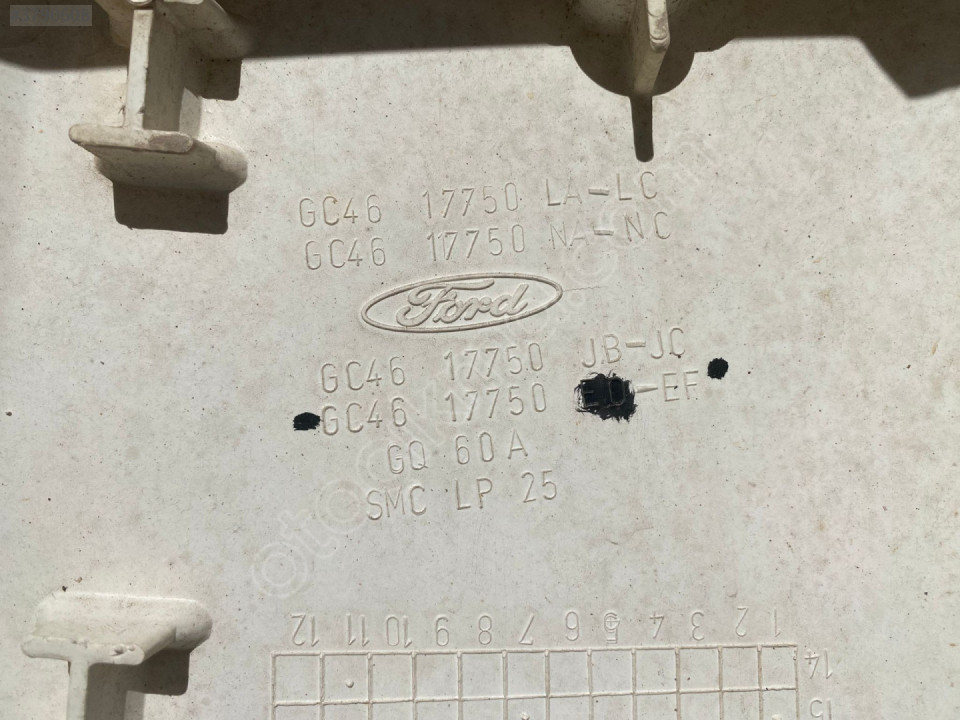 GC46 17750 LA-LC
GC46 17750 NA-NC
Ford
GC46 17750 JB-JC
GC46 17750 -EF
GQ 60A
SMC LP 25
12 11 10 9 8 7 6 5 4 3 2 1
14